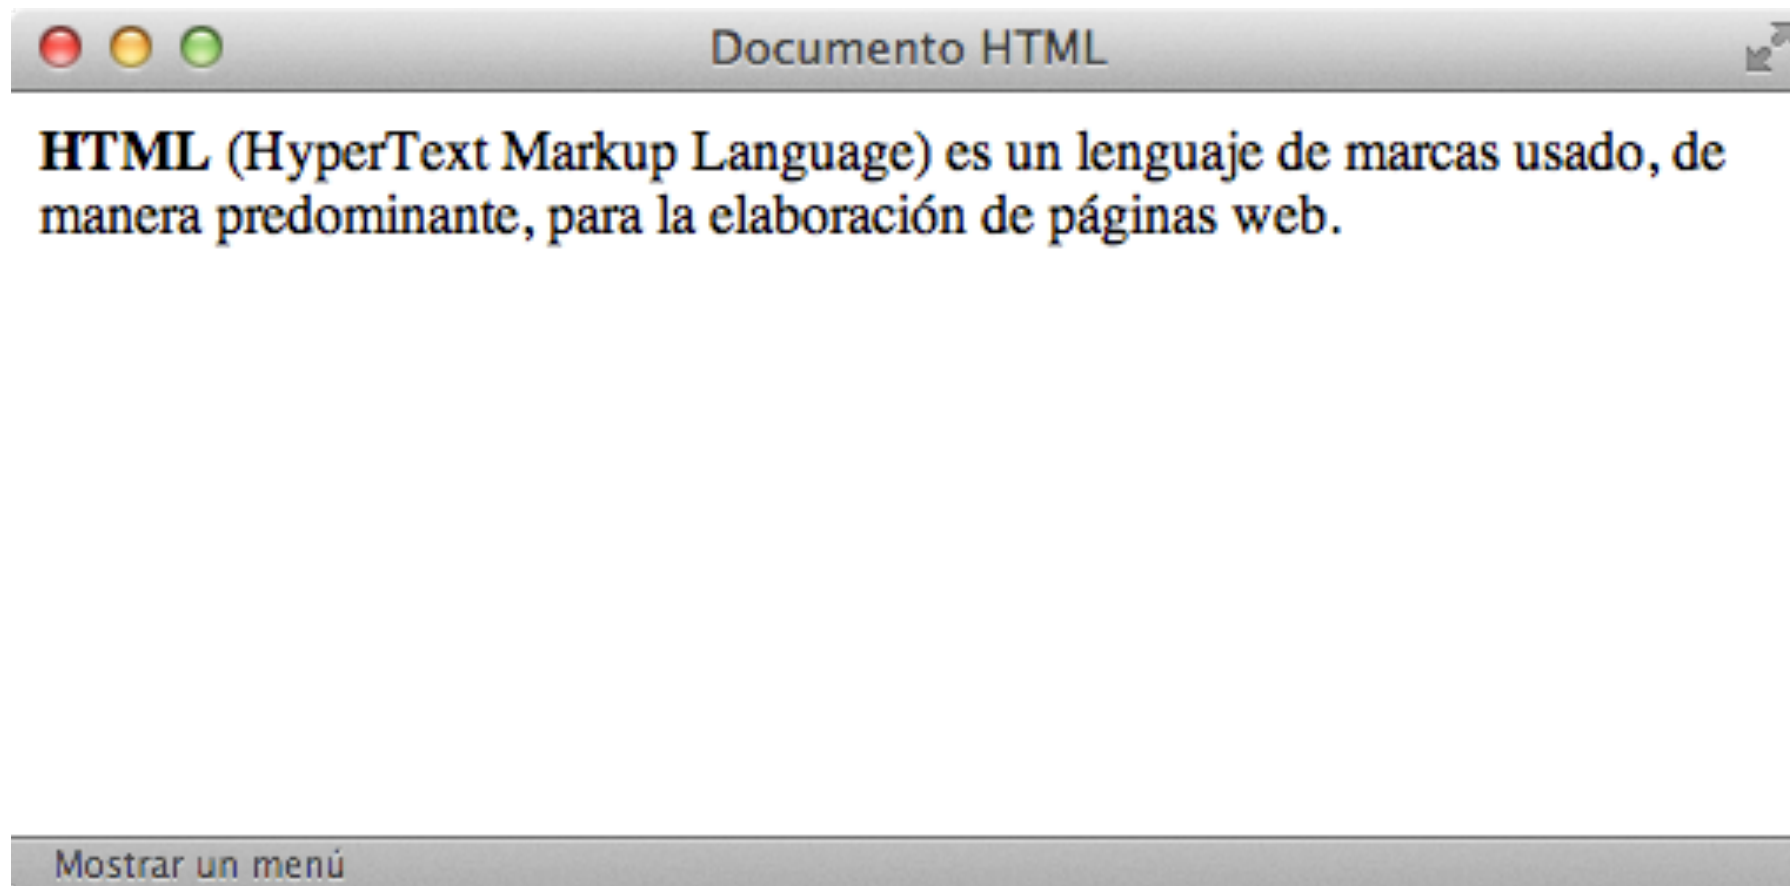 Documento HTML
HTML (HyperText Markup Language) es un lenguaje de marcas usado, de
manera predominante, para la elaboración de páginas web.
Mostrar un menú